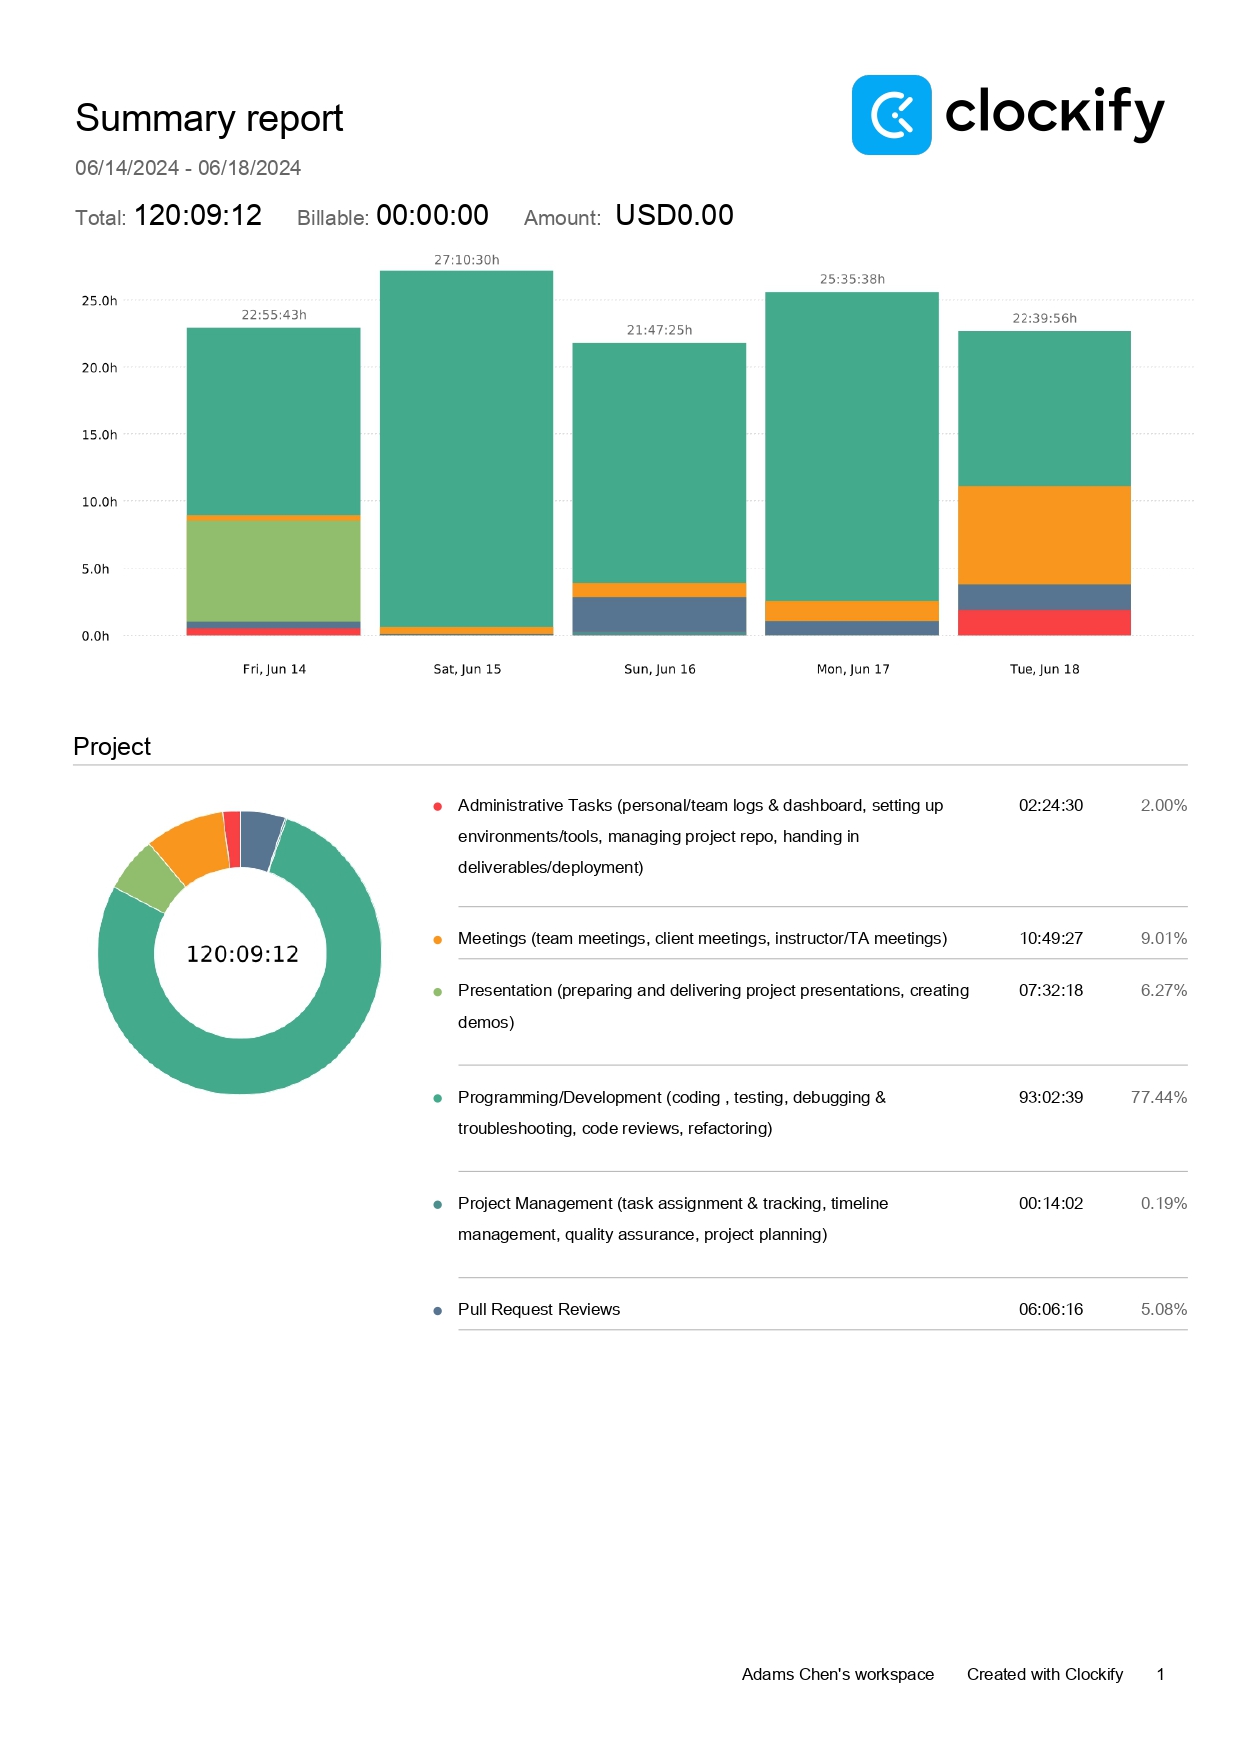 Summary report
clockify
06/14/2024 - 06/18/2024
Total: 120:09:12 Billable: 00:00:00 Amount: USD0.00
27:10:30h
25:35:38h
25.0h
22:55:43h
22:39:56h
21:47:25h
20.0h
15.0h
10.0h
5.0h
0.0h
Fri, Jun 14 Sat, Jun 15 Sun, Jun 16 Mon, Jun 17 Tue, Jun 18
Project
Administrative Tasks (personal/team logs & dashboard, setting up 02:24:30 2.00%
environments/tools, managing project repo, handing in
deliverables/deployment)
Meetings (team meetings, client meetings, instructor/TA meetings) 10:49:27 9.01%
120:09:12
Presentation (preparing and delivering project presentations, creating 07:32:18 6.27%
demos)
Programming/Development (coding , testing, debugging & 93:02:39 77.44%
troubleshooting, code reviews, refactoring)
Project Management (task assignment & tracking, timeline 00:14:02 0.19%
management, quality assurance, project planning)
Pull Request Reviews 06:06:16 5.08%
Adams Chen's workspace Created with Clockify 1